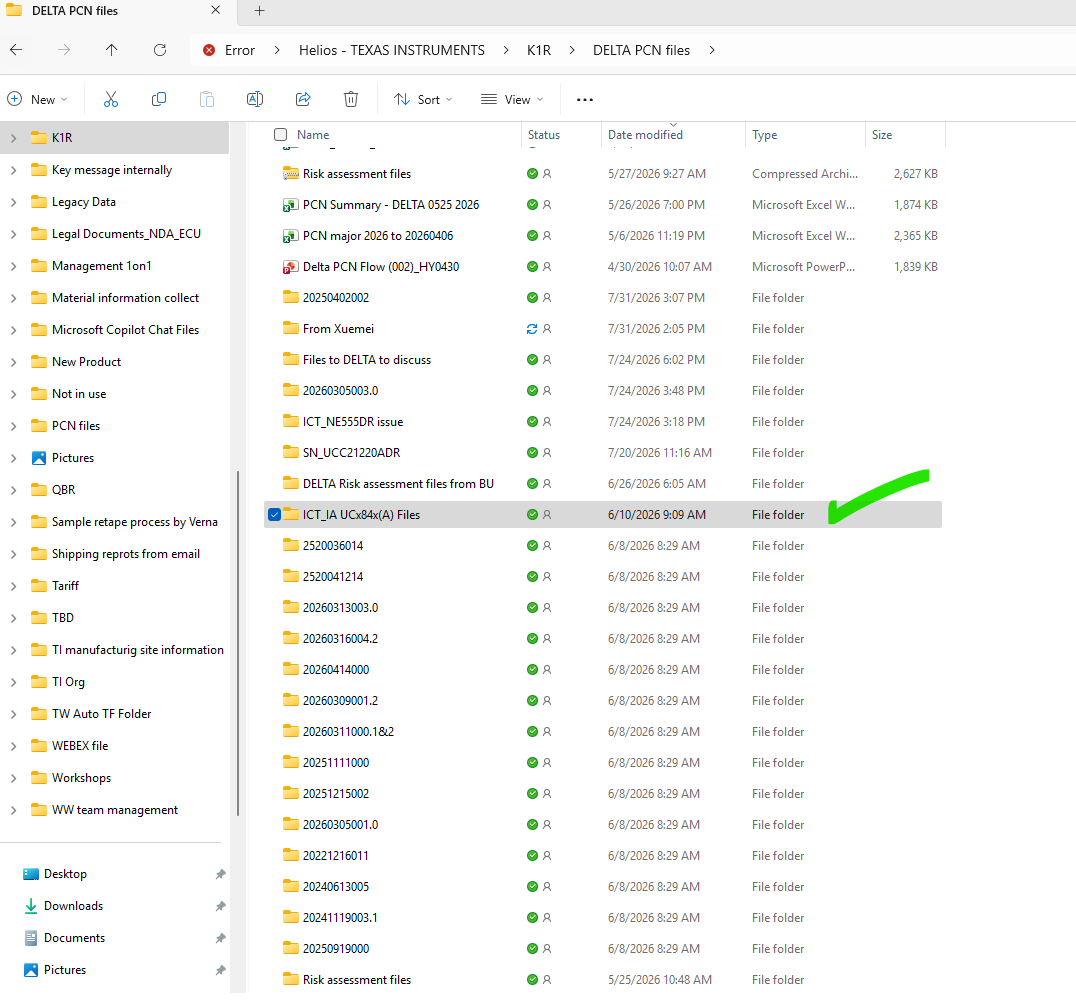 DELTA PCN files
Error > Helios - TEXAS INSTRUMENTS > K1R > DELTA PCN files >
New Sort View ...
K1R
Key message internally
Legacy Data
Legal Documents_NDA_ECU
Management 1on1
Material information collect
Microsoft Copilot Chat Files
New Product
Not in use
PCN files
Pictures
QBR
Sample retape process by Verna
Shipping reprots from email
Tariff
TBD
TI manufacturig site information
TI Org
TW Auto TF Folder
WEBEX file
Workshops
WW team management
Desktop
Downloads
Documents
Pictures
Name Status Date modified Type Size
Risk assessment files 5/27/2026 9:27 AM Compressed Archi... 2,627 KB
PCN Summary - DELTA 0525 2026 5/26/2026 7:00 PM Microsoft Excel W... 1,874 KB
PCN major 2026 to 20260406 5/6/2026 11:19 PM Microsoft Excel W... 2,365 KB
Delta PCN Flow (002)_HY0430 4/30/2026 10:07 AM Microsoft PowerP... 1,839 KB
20250402002 7/31/2026 3:07 PM File folder
From Xuemei 7/31/2026 2:05 PM File folder
Files to DELTA to discuss 7/24/2026 6:02 PM File folder
20260305003.0 7/24/2026 3:48 PM File folder
ICT_NE555DR issue 7/24/2026 3:18 PM File folder
SN_UCC21220ADR 7/20/2026 11:16 AM File folder
DELTA Risk assessment files from BU 6/26/2026 6:05 AM File folder
ICT_IA UCx84x(A) Files 6/10/2026 9:09 AM File folder
2520036014 6/8/2026 8:29 AM File folder
2520041214 6/8/2026 8:29 AM File folder
20260313003.0 6/8/2026 8:29 AM File folder
20260316004.2 6/8/2026 8:29 AM File folder
20260414000 6/8/2026 8:29 AM File folder
20260309001.2 6/8/2026 8:29 AM File folder
20260311000.1&2 6/8/2026 8:29 AM File folder
20251111000 6/8/2026 8:29 AM File folder
20251215002 6/8/2026 8:29 AM File folder
20260305001.0 6/8/2026 8:29 AM File folder
20221216011 6/8/2026 8:29 AM File folder
20240613005 6/8/2026 8:29 AM File folder
20241119003.1 6/8/2026 8:29 AM File folder
20250919000 6/8/2026 8:29 AM File folder
Risk assessment files 5/25/2026 10:48 AM File folder